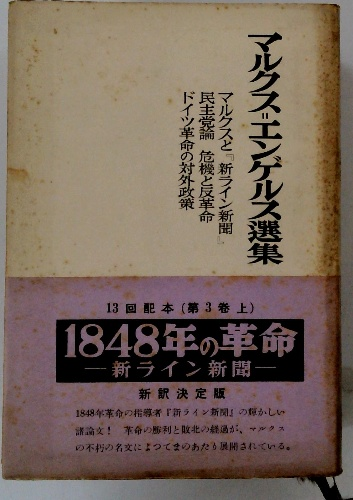 マルクス=エンゲルス選集
マルクスと『新ライン新聞』
民主党論 危機と反革命
ドイツ革命の対外政策
13回配本(第3巻上)
1848年の革命
—新ライン新聞—
新訳決定版
1848年革命の指導者『新ライン新聞』の輝かしい
諸論文! 革命の勝利と敗北の経過が、マルクス
の不朽の名文によつてまのあたり展開されている。